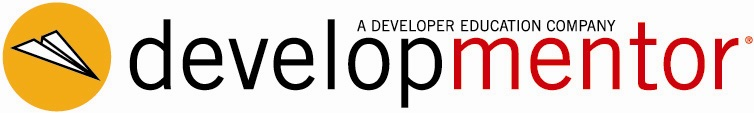 A DEVELOPER EDUCATION COMPANY
developmentor®